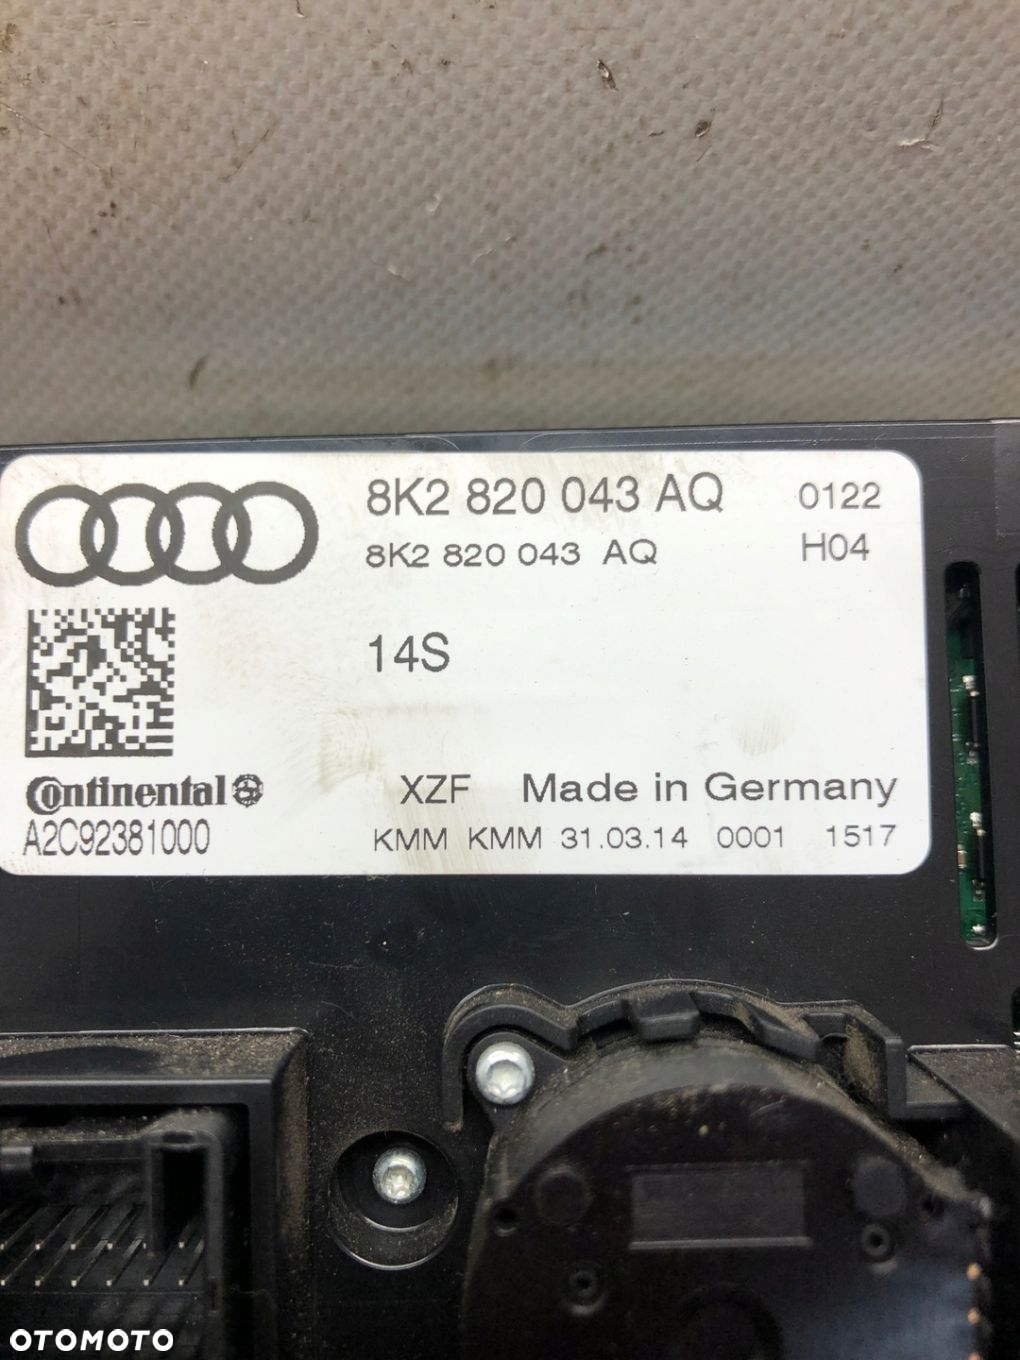 8K2 820 043 AQ 0122
8K2 820 043 AQ H04
14S
Continental XZF Made in Germany
A2C92381000 KMM KMM 31.03.14 0001 1517
OTOMOTO